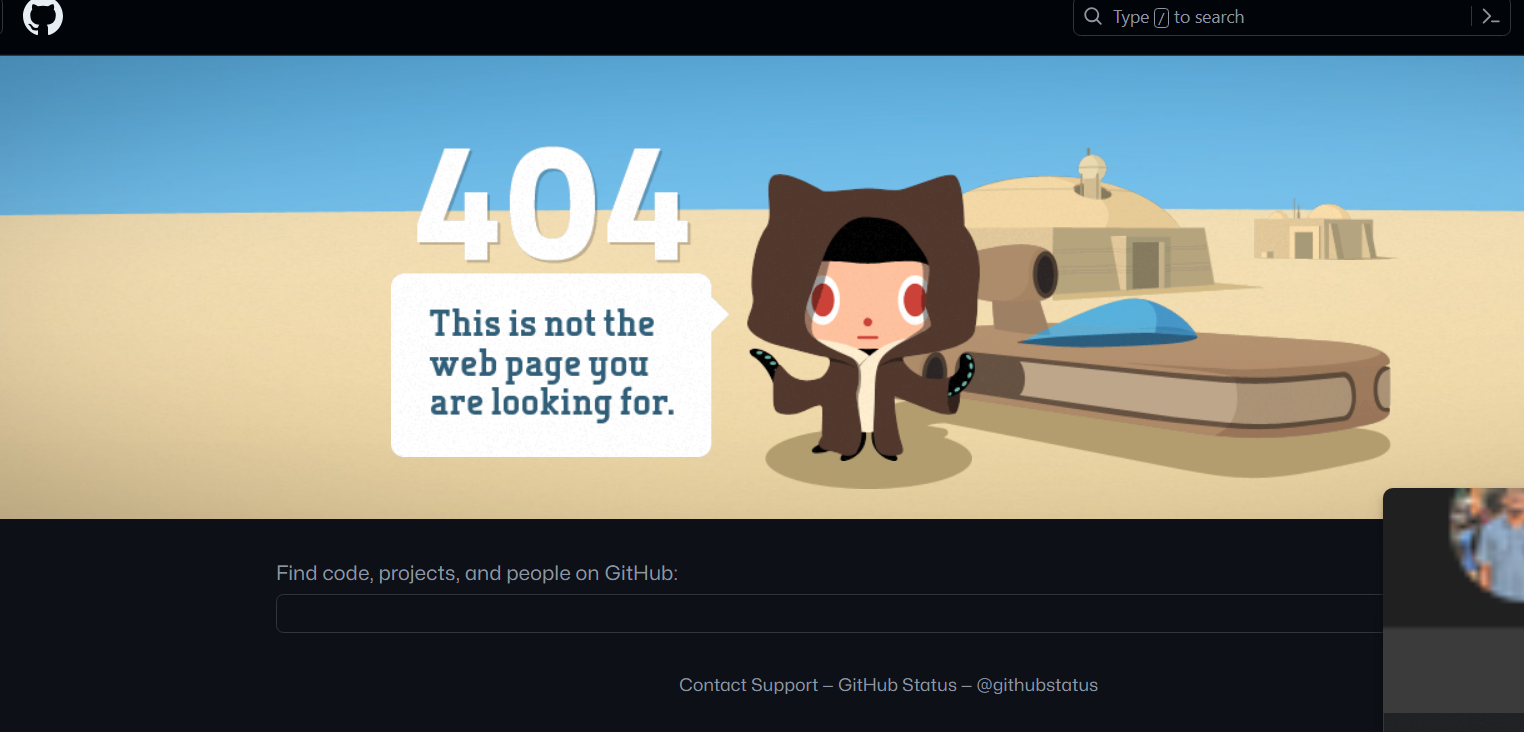 Type / to search
404
This is not the
web page you
are looking for.
Find code, projects, and people on GitHub:
Contact Support — GitHub Status — @githubstatus